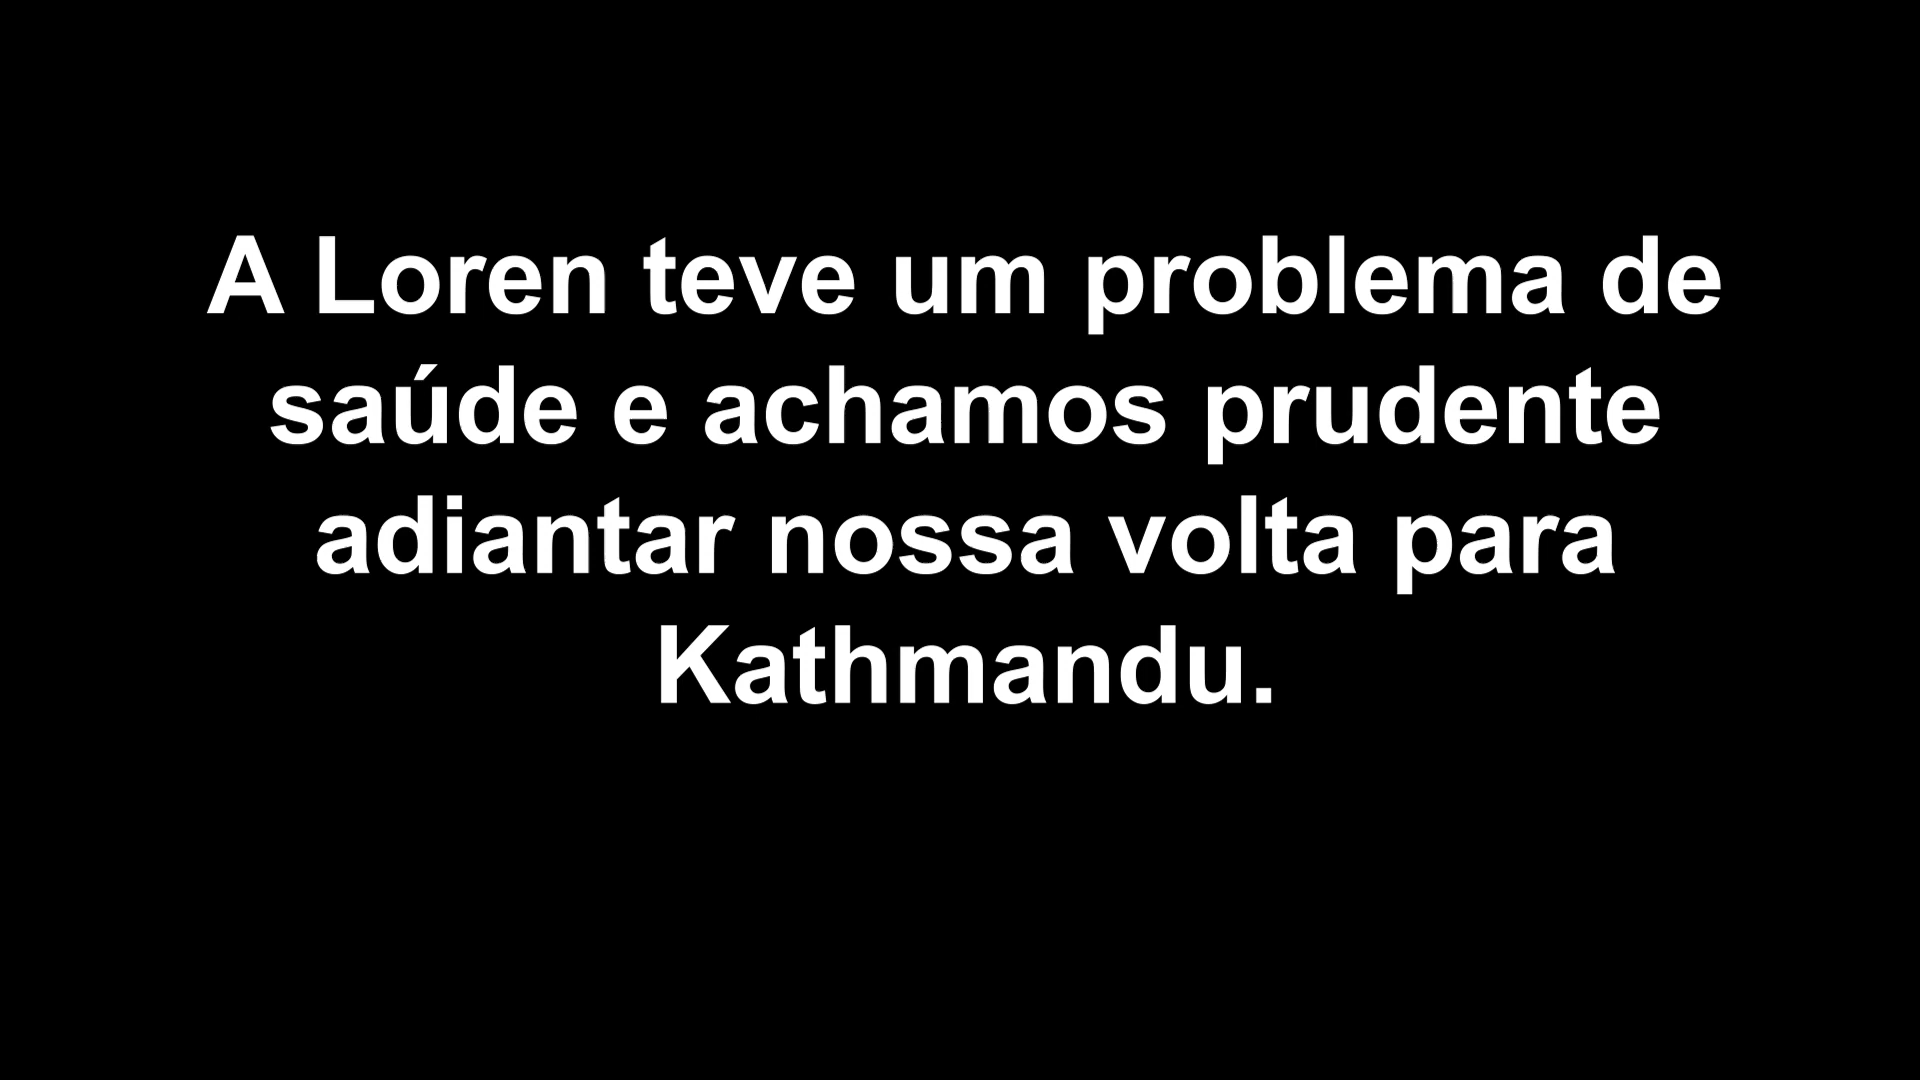 A Loren teve um problema de
saúde e achamos prudente
adiantar nossa volta para
Kathmandu.